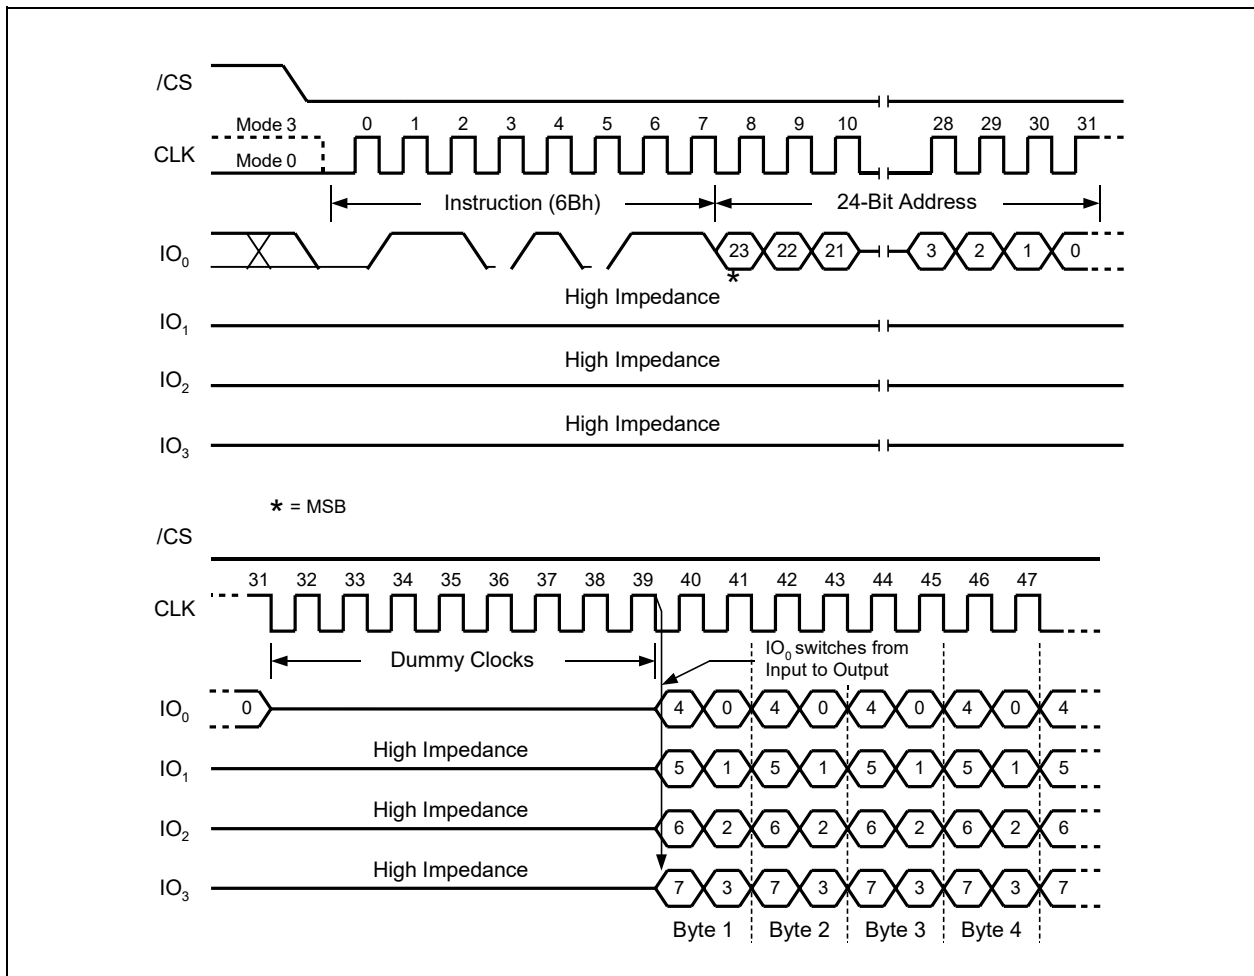 /CS
Mode 3
0 1 2 3 4 5 6 7 8 9 10 28 29 30 31
CLK
Mode 0
Instruction (6Bh)
24-Bit Address
IO0
23 22 21 3 2 1 0
*
High Impedance
IO1
High Impedance
IO2
High Impedance
IO3
* = MSB
/CS
31 32 33 34 35 36 37 38 39 40 41 42 43 44 45 46 47
CLK
Dummy Clocks
IO0 switches from
Input to Output
IO0
0 4 0 4 0 4 0 4 0 4
High Impedance
IO1
5 1 5 1 5 1 5 1 5
High Impedance
IO2
6 2 6 2 6 2 6 2 6
High Impedance
IO3
7 3 7 3 7 3 7 3 7
Byte 1 Byte 2 Byte 3 Byte 4